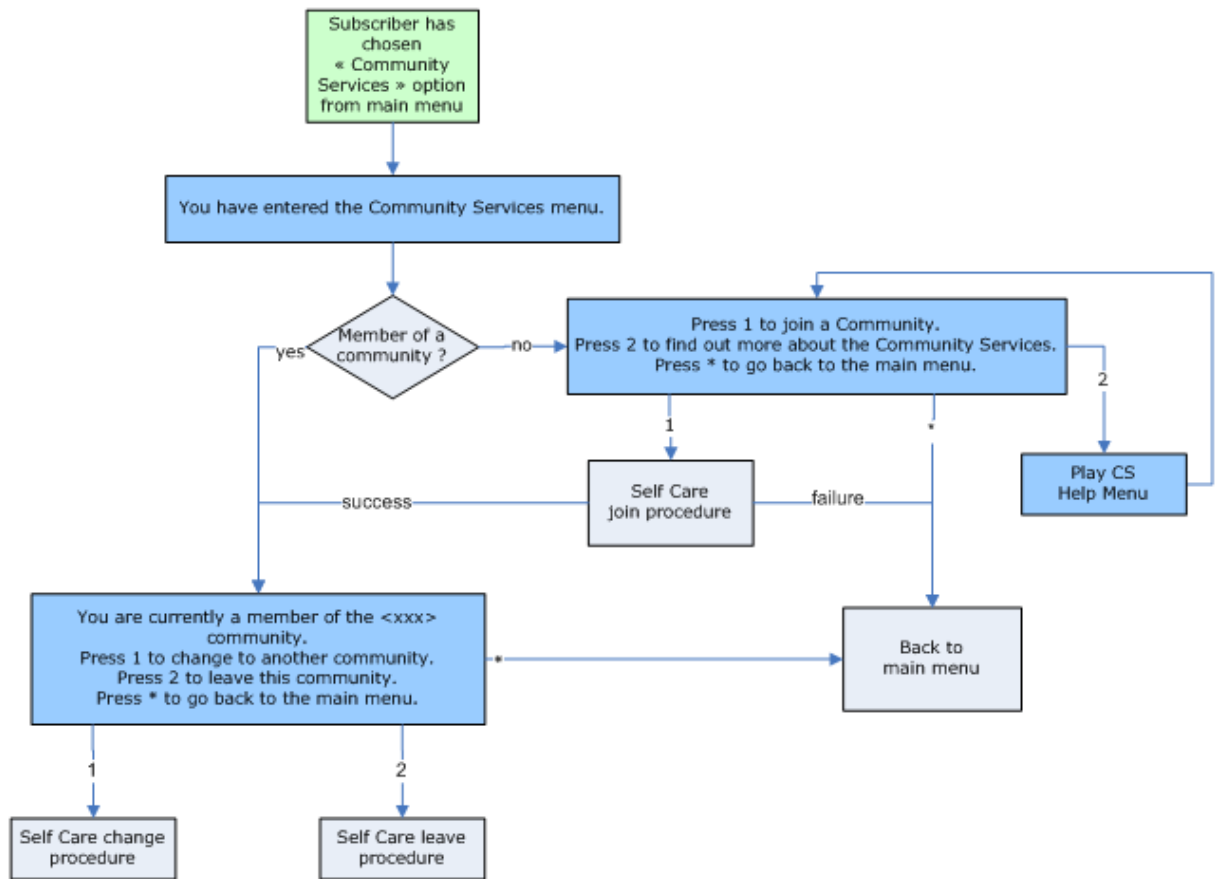 Subscriber has
chosen
« Community
Services » option
from main menu
You have entered the Community Services menu.
Member of a
community ?
yes
no
Press 1 to join a Community.
Press 2 to find out more about the Community Services.
Press * to go back to the main menu.
1
*
2
Play CS
Help Menu
Self Care
join procedure
success
failure
You are currently a member of the <xxx>
community.
Press 1 to change to another community.
Press 2 to leave this community.
Press * to go back to the main menu.
*
Back to
main menu
1
2
Self Care change
procedure
Self Care leave
procedure